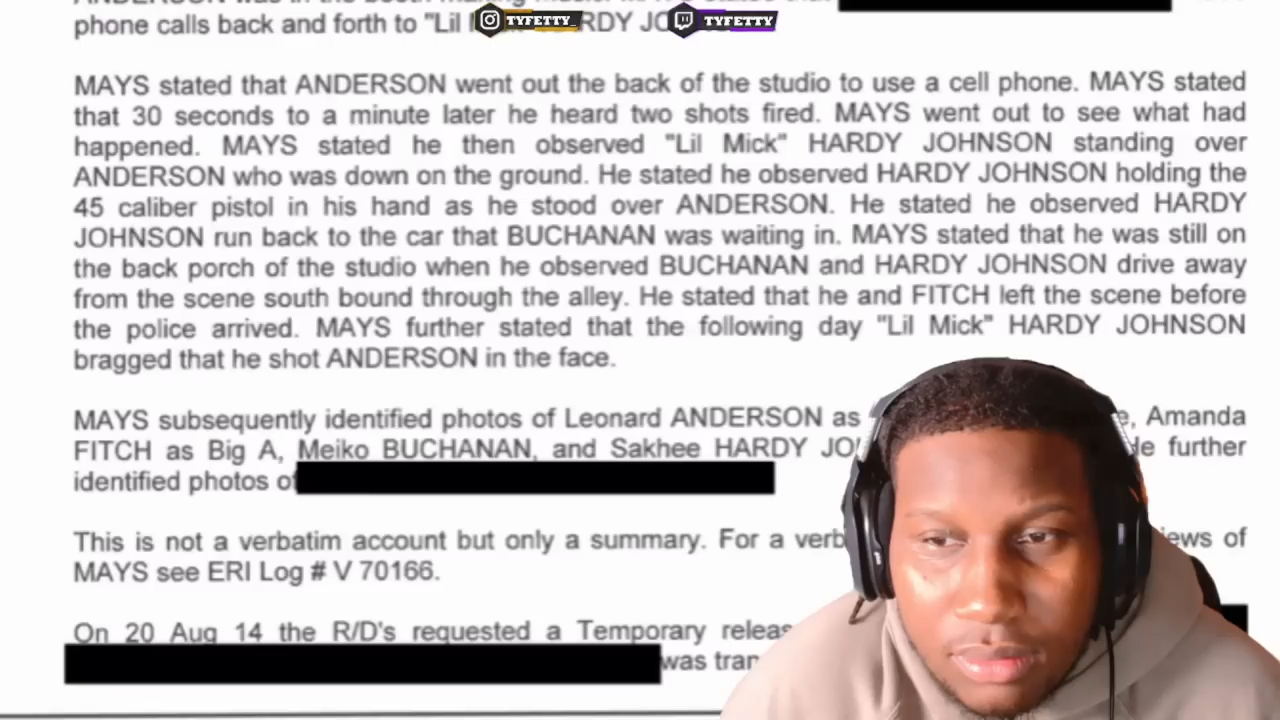 phone calls back and forth to "Lil
TYFETTY_
TYFETTY
MAYS stated that ANDERSON went out the back of the studio to use a cell phone. MAYS stated
that 30 seconds to a minute later he heard two shots fired. MAYS went out to see what had
happened. MAYS stated he then observed "Lil Mick" HARDY JOHNSON standing over
ANDERSON who was down on the ground. He stated he observed HARDY JOHNSON holding the
45 caliber pistol in his hand as he stood over ANDERSON. He stated he observed HARDY
JOHNSON run back to the car that BUCHANAN was waiting in. MAYS stated that he was still on
the back porch of the studio when he observed BUCHANAN and HARDY JOHNSON drive away
from the scene south bound through the alley. He stated that he and FITCH left the scene before
the police arrived. MAYS further stated that the following day "Lil Mick" HARDY JOHNSON
bragged that he shot ANDERSON in the face.
MAYS subsequently identified photos of Leonard ANDERSON as Amanda
FITCH as Big A, Meiko BUCHANAN, and Sakhee HARDY further
identified photos of
This is not a verbatim account but only a summary. For a of
MAYS see ERI Log # V 70166.
On 20 Aug 14 the R/D's requested a Temporary
was